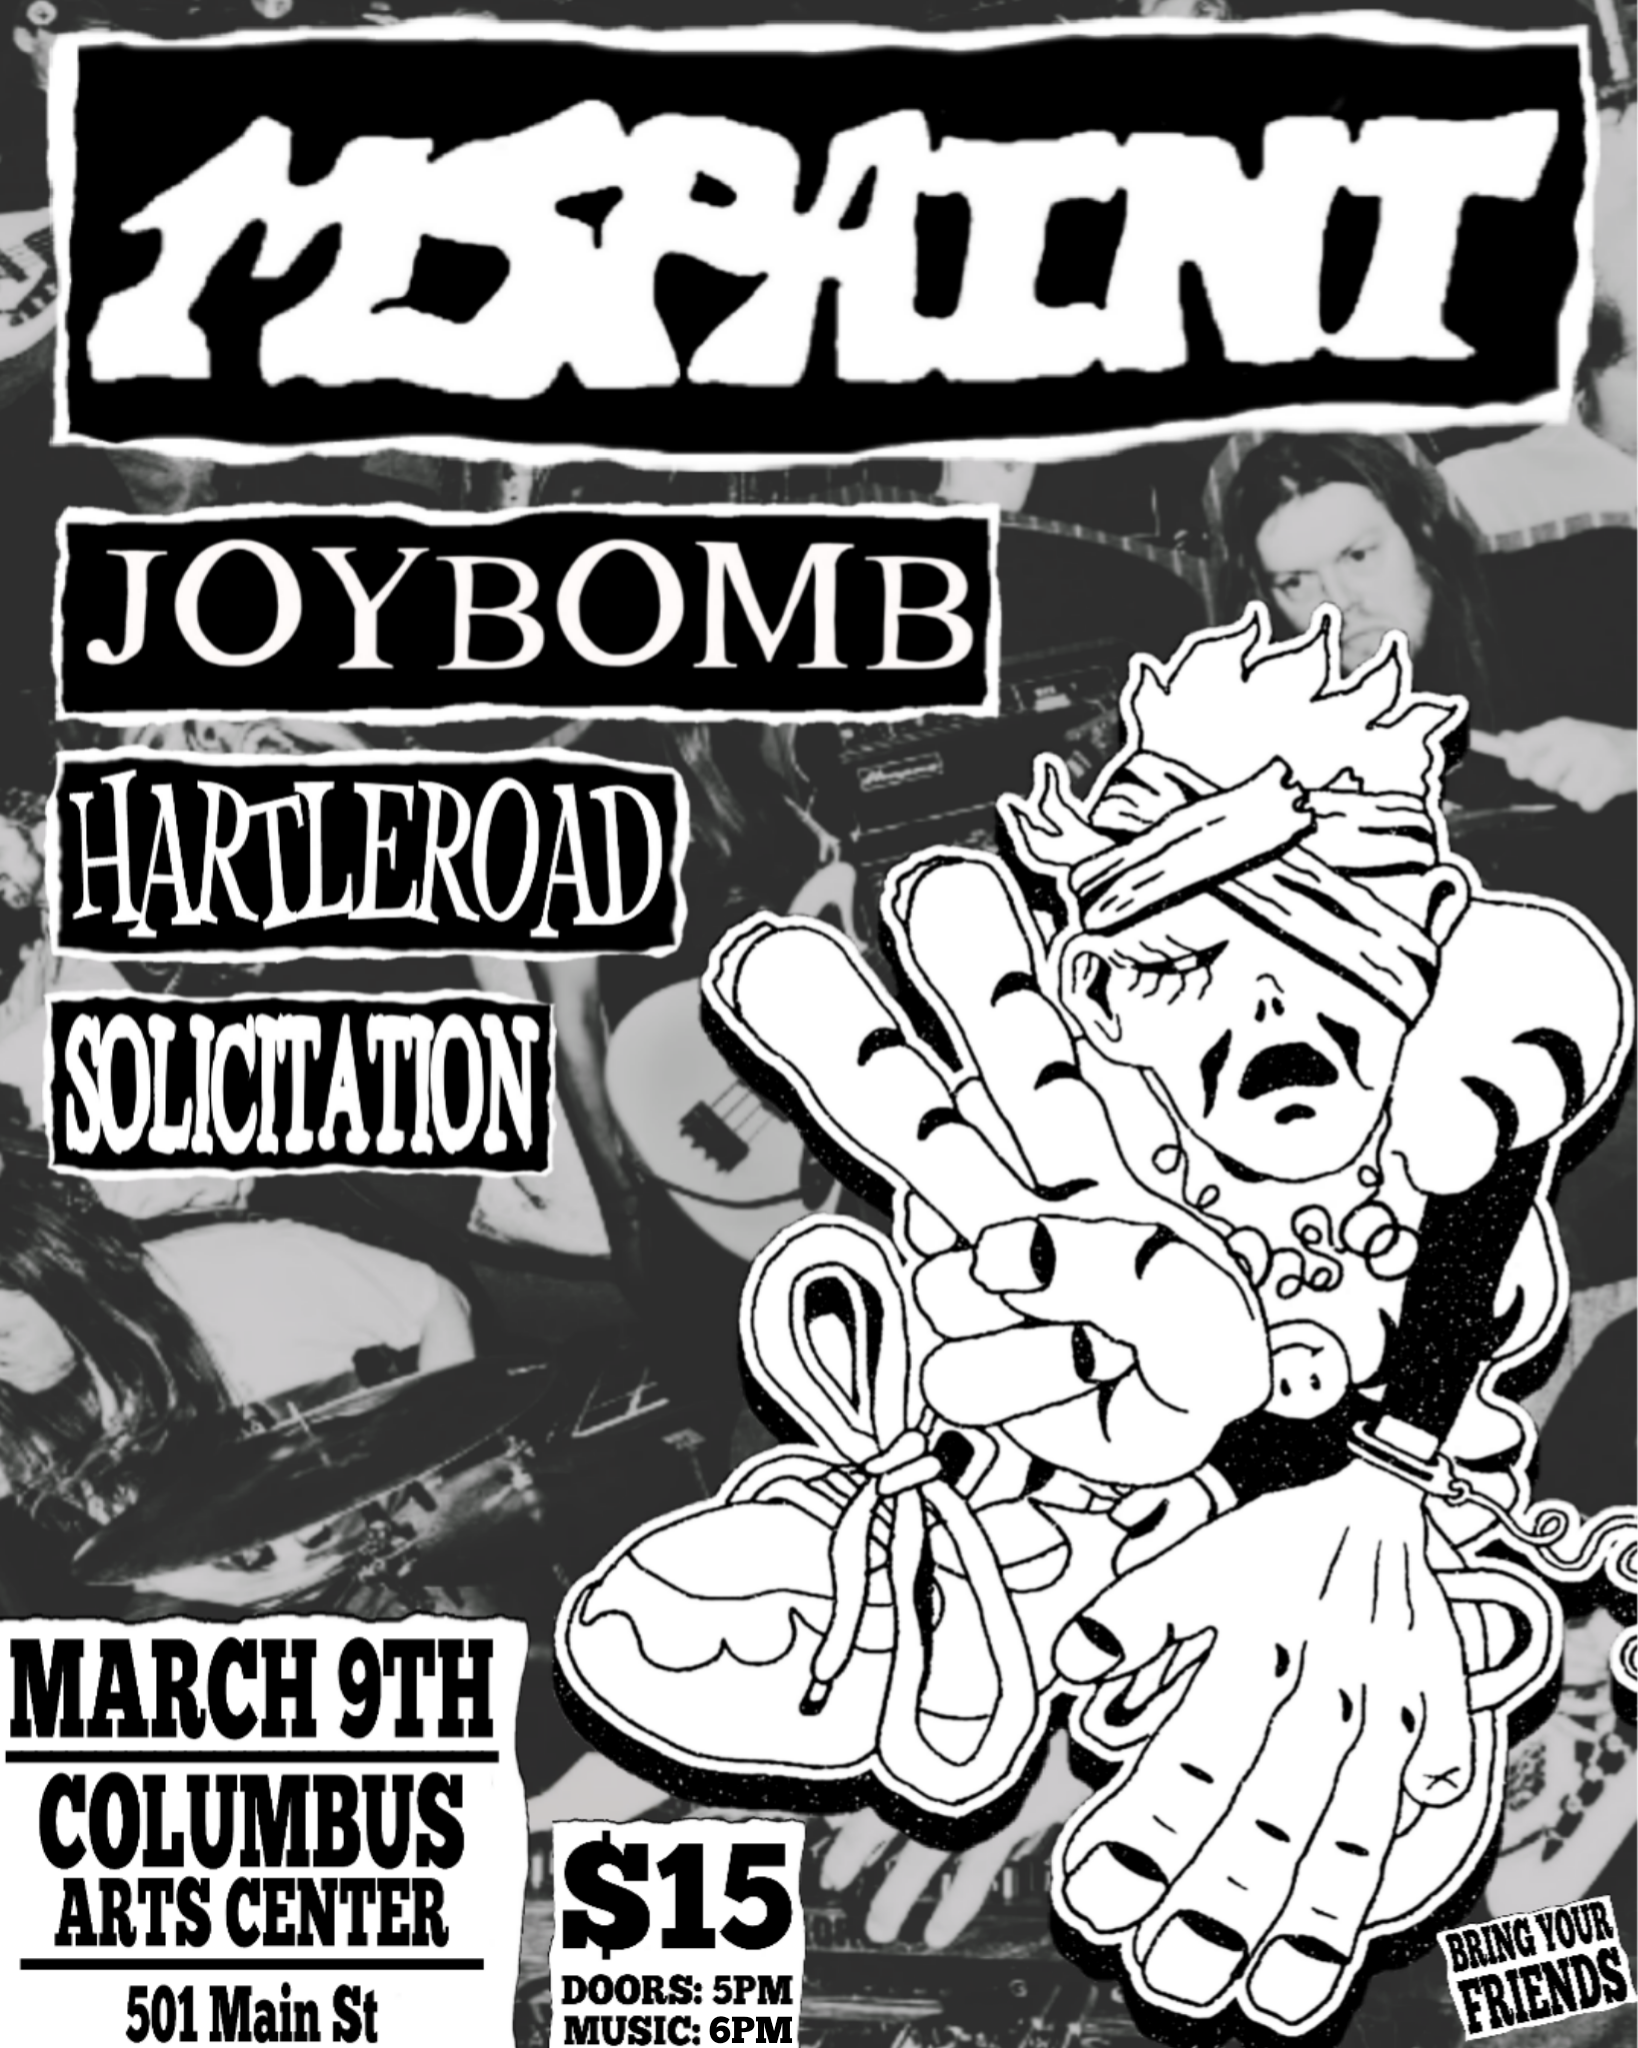 MSPAINT
JOYBOMB
HARTLEROAD
SOLICITATION
MARCH 9TH
COLUMBUS
ARTS CENTER
501 Main St
$15
DOORS: 5PM
MUSIC: 6PM
BRING YOUR
FRIENDS